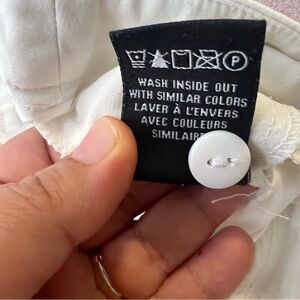 P
WASH INSIDE OUT
WITH SIMILAR COLORS
LAVER À L'ENVERS
AVEC COULEURS